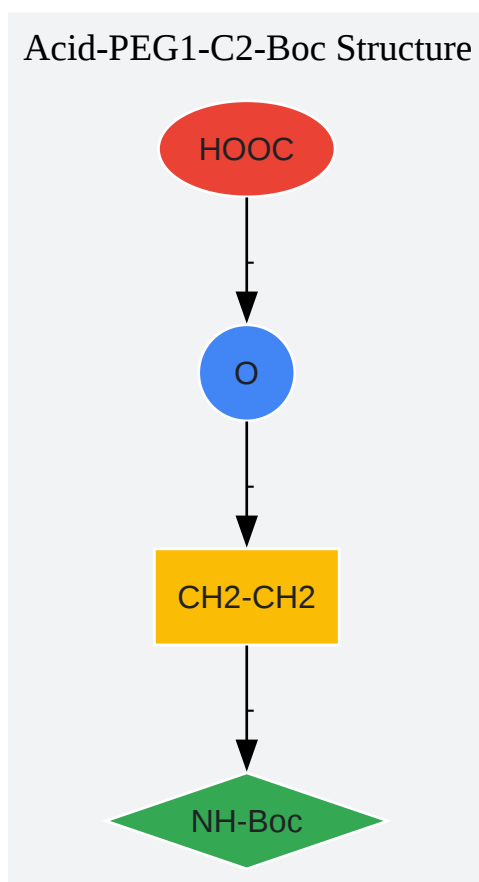 Acid-PEG1-C2-Boc Structure
HOOC
-
O
-
CH2-CH2
-
NH-Boc